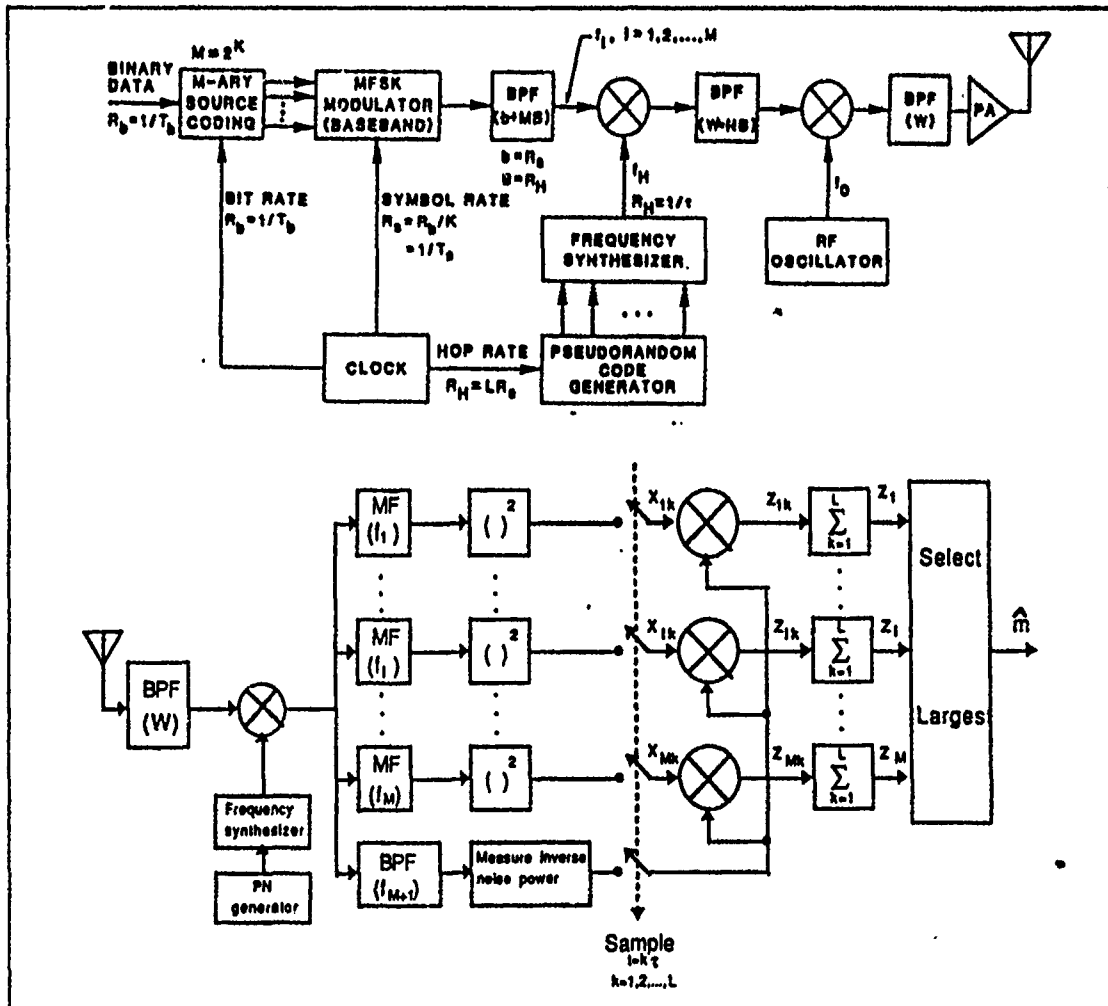 M=2^K
f_i, i=1,2,...,M
BINARY
DATA
R_b=1/T_b
M-ARY
SOURCE
CODING
MFSK
MODULATOR
(BASEBAND)
BPF
(b+MB)
BPF
(W-HB)
BPF
(W)
PA
b=R_s
B=R_H
BIT RATE
R_b=1/T_b
SYMBOL RATE
R_s=R_b/K
=1/T_s
f_H
R_H=1/τ
f_0
FREQUENCY
SYNTHESIZER
RF
OSCILLATOR
...
CLOCK
HOP RATE
R_H=LR_s
PSEUDORANDOM
CODE
GENERATOR
MF
(f_1)
( )^2
X_1k
Z_1k
L
∑
k=1
Z_1
Select
MF
(f_i)
( )^2
X_ik
Z_ik
L
∑
k=1
Z_i
m̂
BPF
(W)
Larges
MF
(f_M)
( )^2
X_Mk
Z_Mk
L
∑
k=1
Z_M
Frequency
synthesizer
PN
generator
BPF
(f_M+1)
Measure inverse
noise power
Sample
t=kτ
k=1,2,...,L